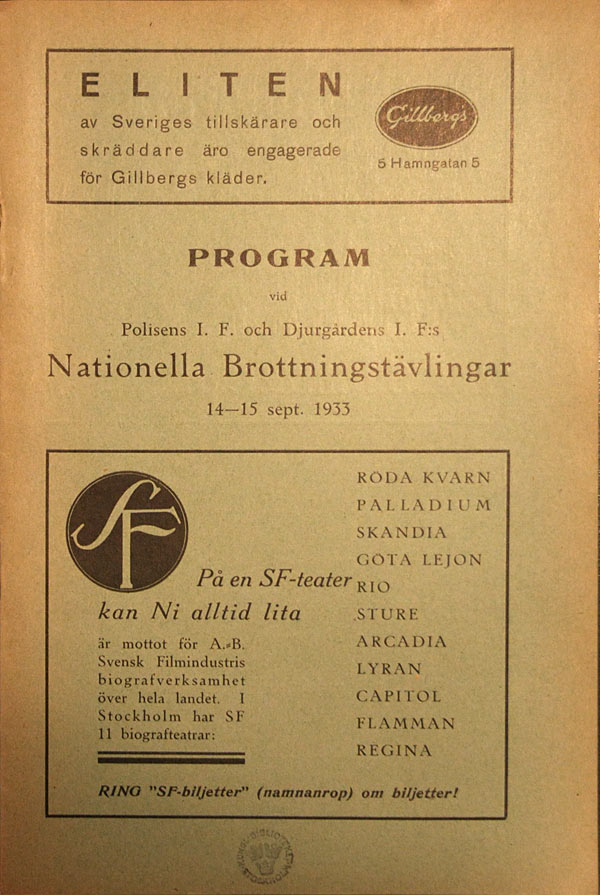 ELITEN
av Sveriges tillskärare och
skräddare äro engagerade
för Gillbergs kläder.
Gillbergs
5 Hamngatan 5
PROGRAM
vid
Polisens I. F. och Djurgårdens I. F:s
Nationella Brottningstävlingar
14—15 sept. 1933
SF
På en SF-teater
kan Ni alltid lita
är mottot för A.-B.
Svensk Filmindustris
biografverksamhet
över hela landet. I
Stockholm har SF
11 biografteatrar:
RÖDA KVARN
PALLADIUM
SKANDIA
GÖTA LEJON
RIO
STURE
ARCADIA
LYRAN
CAPITOL
FLAMMAN
REGINA
RING "SF-biljetter" (namnanrop) om biljetter!